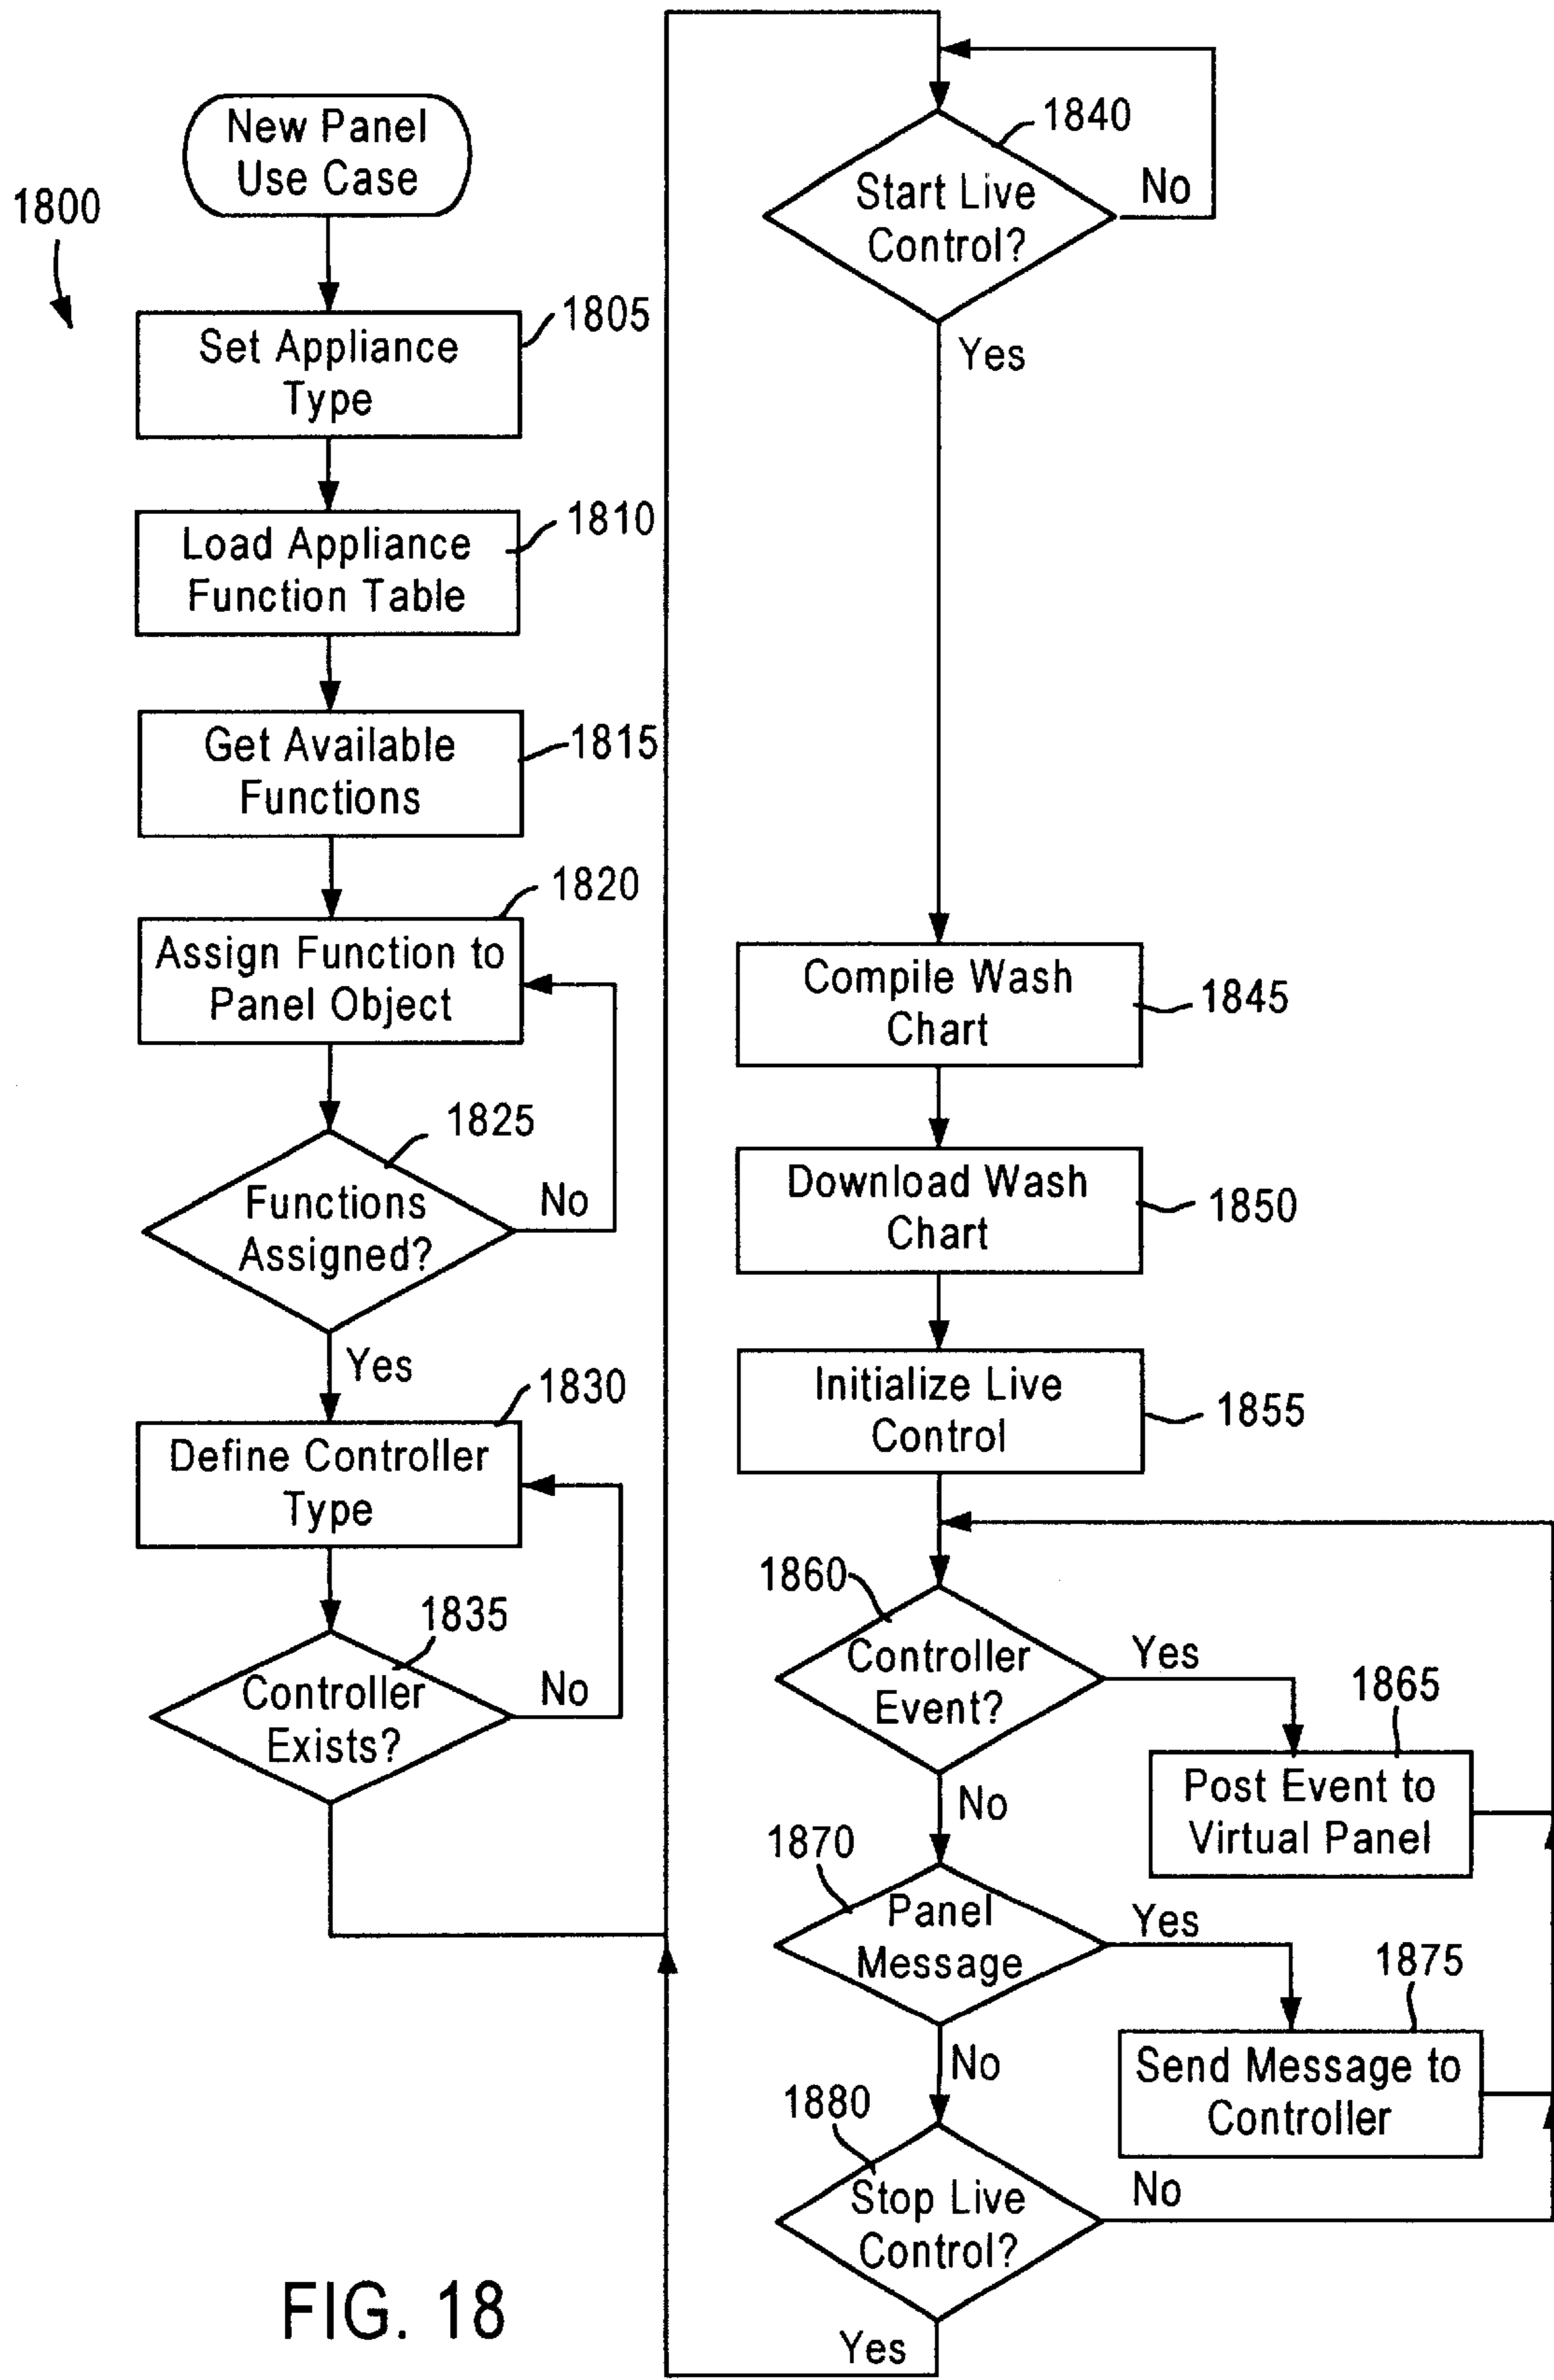 New Panel
Use Case
1800
1805
Set Appliance
Type
1810
Load Appliance
Function Table
Get Available
Functions
1815
1820
Assign Function to
Panel Object
1825
Functions
Assigned?
No
Yes
1830
Define Controller
Type
1835
Controller
Exists?
No
1840
Start Live
Control?
No
Yes
Compile Wash
Chart
1845
Download Wash
Chart
1850
Initialize Live
Control
1855
1860
Controller
Event?
Yes
1865
Post Event to
Virtual Panel
No
1870
Panel
Message
Yes
1875
Send Message to
Controller
No
1880
Stop Live
Control?
No
Yes
FIG. 18